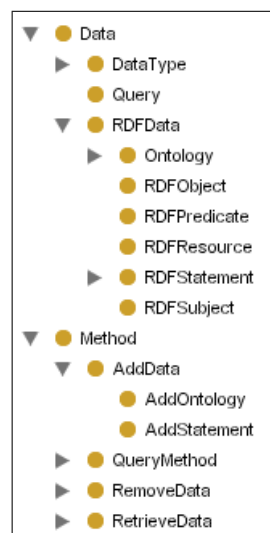 Data
DataType
Query
RDFData
Ontology
RDFObject
RDFPredicate
RDFResource
RDFStatement
RDFSubject
Method
AddData
AddOntology
AddStatement
QueryMethod
RemoveData
RetrieveData